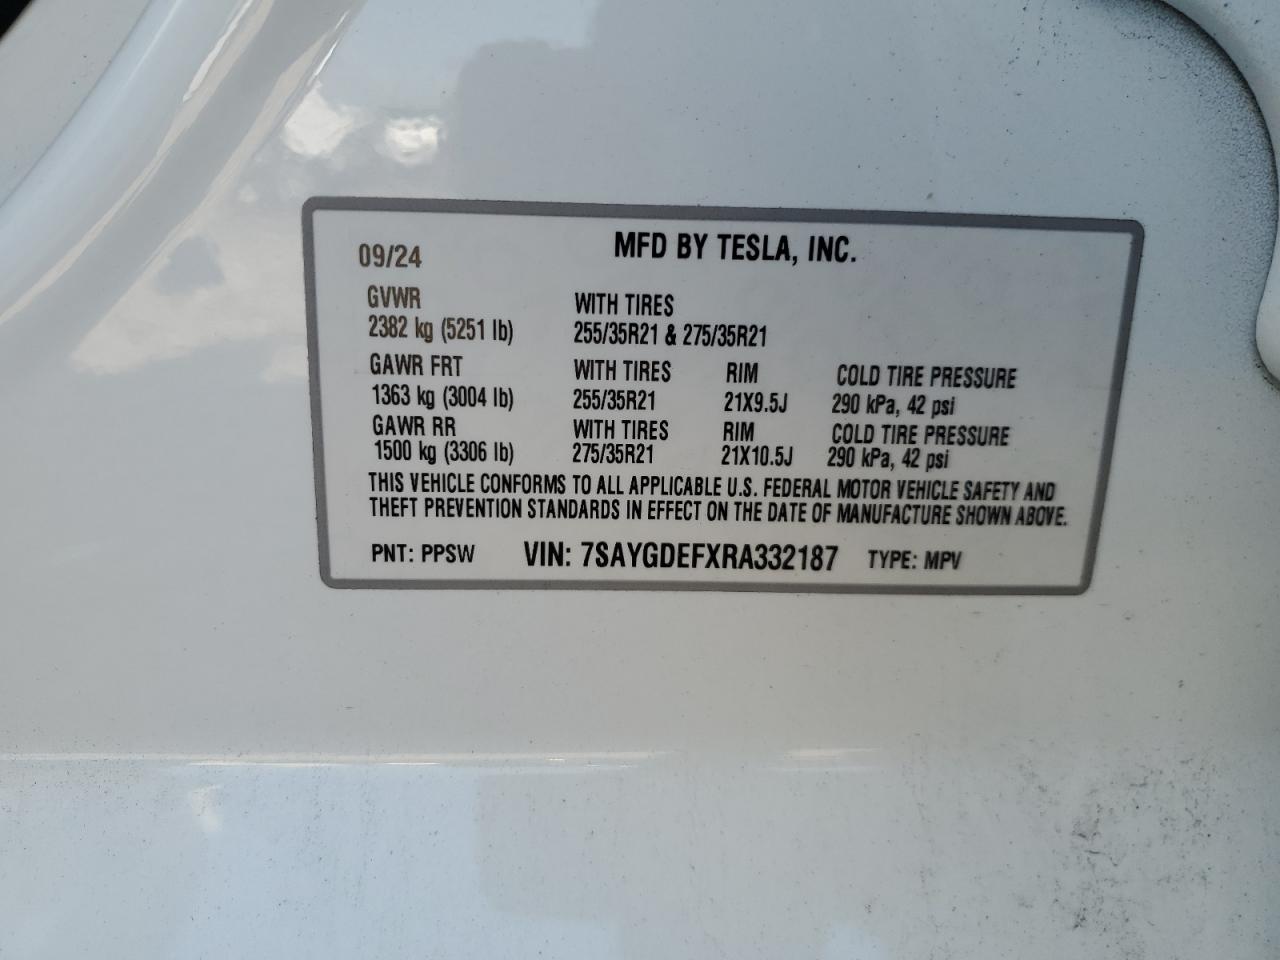 09/24 MFD BY TESLA, INC.
GVWR WITH TIRES
2382 kg (5251 lb) 255/35R21 & 275/35R21
GAWR FRT WITH TIRES RIM COLD TIRE PRESSURE
1363 kg (3004 lb) 255/35R21 21X9.5J 290 kPa, 42 psi
GAWR RR WITH TIRES RIM COLD TIRE PRESSURE
1500 kg (3306 lb) 275/35R21 21X10.5J 290 kPa, 42 psi
THIS VEHICLE CONFORMS TO ALL APPLICABLE U.S. FEDERAL MOTOR VEHICLE SAFETY AND
THEFT PREVENTION STANDARDS IN EFFECT ON THE DATE OF MANUFACTURE SHOWN ABOVE.
PNT: PPSW VIN: 7SAYGDEFXRA332187 TYPE: MPV